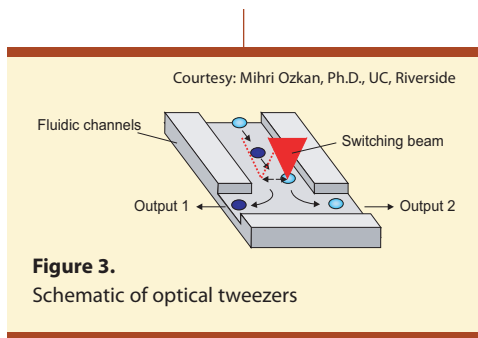 Courtesy: Mihri Ozkan, Ph.D., UC, Riverside
Fluidic channels
Switching beam
Output 1
Output 2
Figure 3.
Schematic of optical tweezers